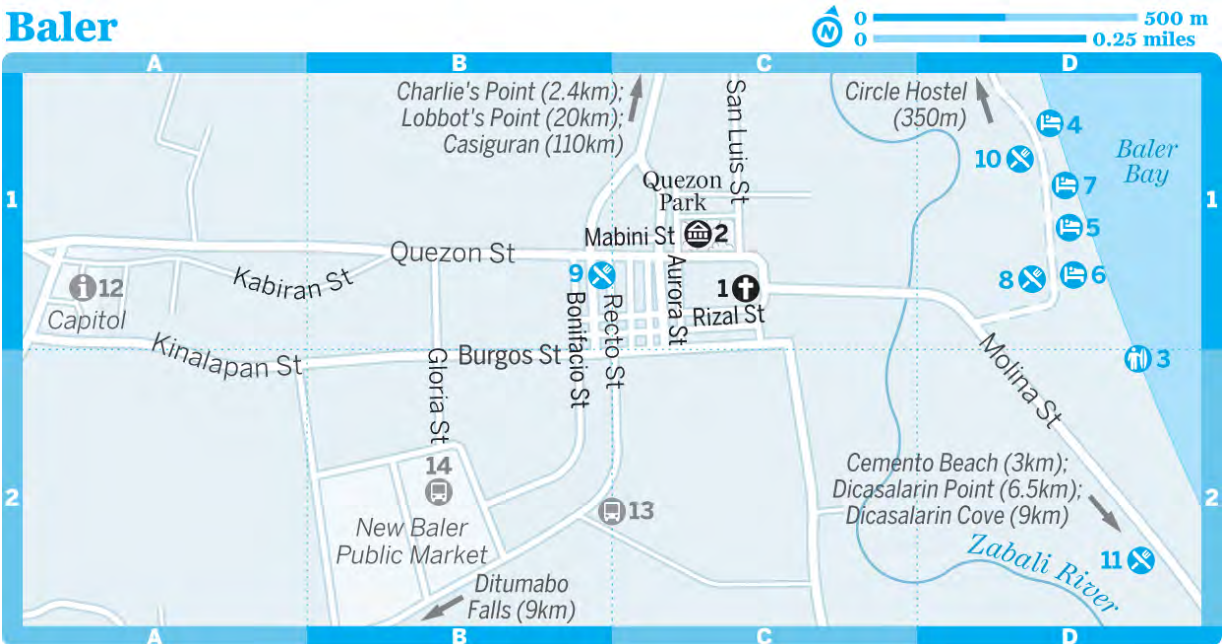 Baler
N
0 500 m
0 0.25 miles
A B C D
1
1
2
2
Charlie's Point (2.4km);
Lobbot's Point (20km);
Casiguran (110km)
San Luis St
Circle Hostel
(350m)
4
10
Baler
Bay
7
Quezon
Park
5
Mabini St
2
Quezon St
9
8
6
Kabiran St
i
12
Capitol
1
Aurora St
Bonifacio St
Recto St
Rizal St
Kinalapan St
Burgos St
Gloria St
Molina St
3
14
New Baler
Public Market
13
Cemento Beach (3km);
Dicasalarin Point (6.5km);
Dicasalarin Cove (9km)
Zabali River
11
Ditumabo
Falls (9km)
A B C D